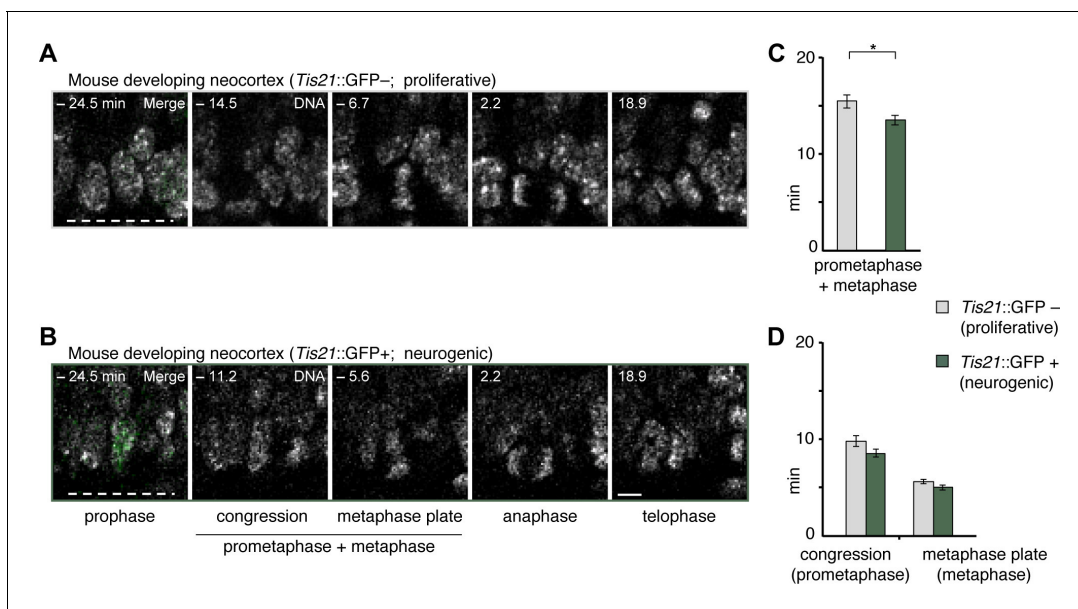 A
Mouse developing neocortex (Tis21::GFP–; proliferative)
– 24.5 min Merge – 14.5 DNA – 6.7 2.2 18.9
B
Mouse developing neocortex (Tis21::GFP+; neurogenic)
– 24.5 min Merge – 11.2 DNA – 5.6 2.2 18.9
prophase congression metaphase plate anaphase telophase
prometaphase + metaphase
C
20
*
10
min
0
prometaphase
+ metaphase
Tis21::GFP –
(proliferative)
Tis21::GFP +
(neurogenic)
D
20
10
min
0
congression metaphase plate
(prometaphase) (metaphase)